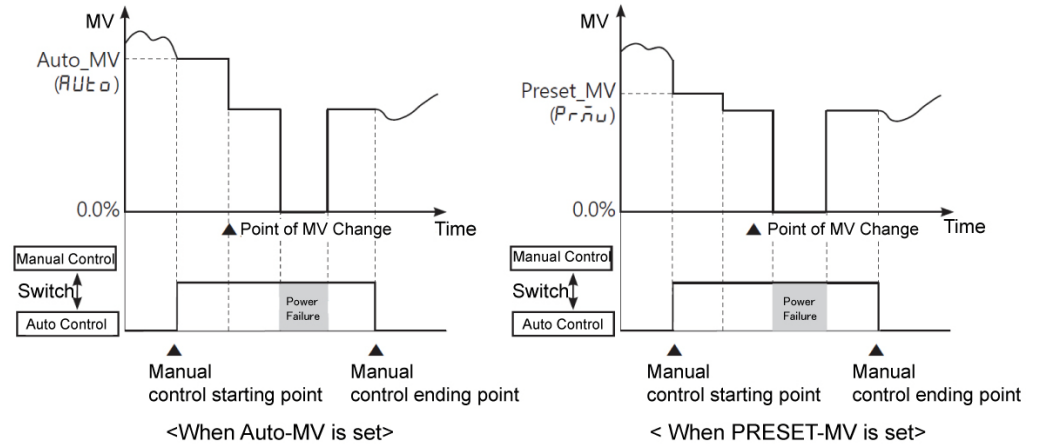 MV
Auto_MV
(AUto)
0.0%
▲ Point of MV Change
Time
Manual Control
Switch
Auto Control
Power
Failure
▲
Manual
control starting point
▲
Manual
control ending point
<When Auto-MV is set>
MV
Preset_MV
(Prmv)
0.0%
▲ Point of MV Change
Time
Manual Control
Switch
Auto Control
Power
Failure
▲
Manual
control starting point
▲
Manual
control ending point
< When PRESET-MV is set>